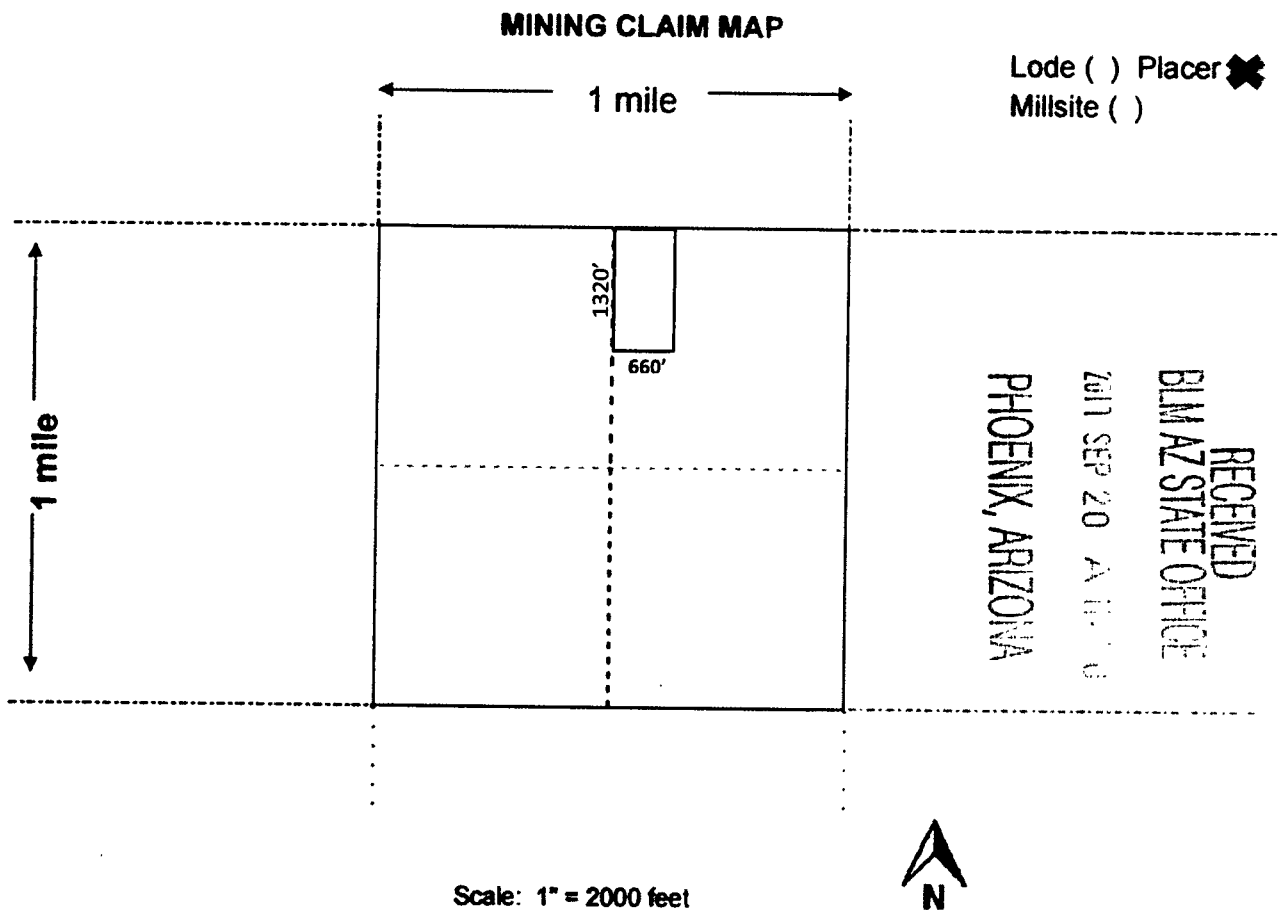 MINING CLAIM MAP
Lode ( ) Placer ✖
Millsite ( )
1 mile
1320'
660'
1 mile
RECEIVED
BLM AZ STATE OFFICE
SEP 20 A
PHOENIX, ARIZONA
Scale: 1" = 2000 feet
N